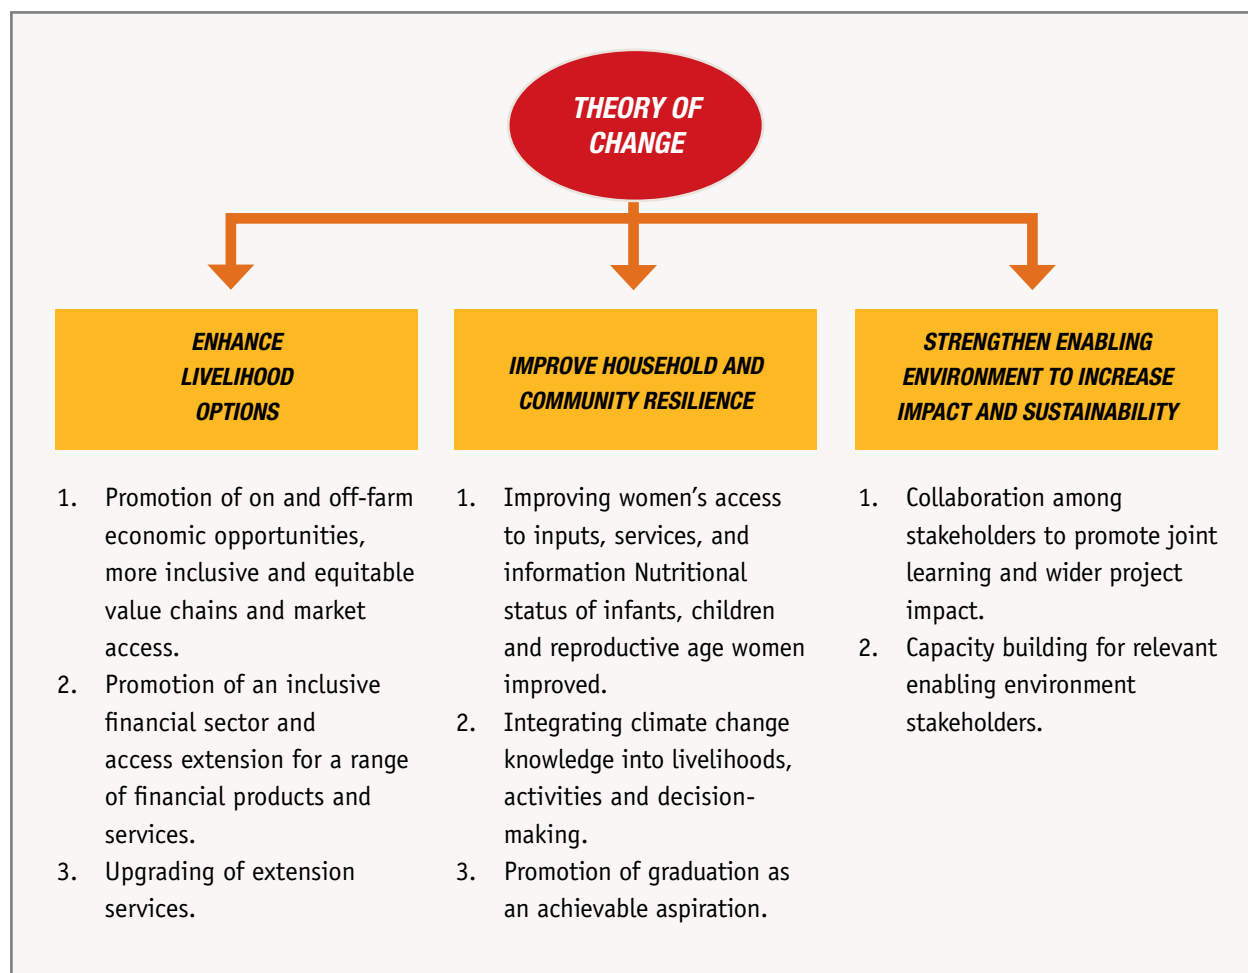 THEORY OF
CHANGE
ENHANCE
LIVELIHOOD
OPTIONS
1. Promotion of on and off-farm
economic opportunities,
more inclusive and equitable
value chains and market
access.
2. Promotion of an inclusive
financial sector and
access extension for a range
of financial products and
services.
3. Upgrading of extension
services.
IMPROVE HOUSEHOLD AND
COMMUNITY RESILIENCE
1. Improving women’s access
to inputs, services, and
information Nutritional
status of infants, children
and reproductive age women
improved.
2. Integrating climate change
knowledge into livelihoods,
activities and decision-
making.
3. Promotion of graduation as
an achievable aspiration.
STRENGTHEN ENABLING
ENVIRONMENT TO INCREASE
IMPACT AND SUSTAINABILITY
1. Collaboration among
stakeholders to promote joint
learning and wider project
impact.
2. Capacity building for relevant
enabling environment
stakeholders.